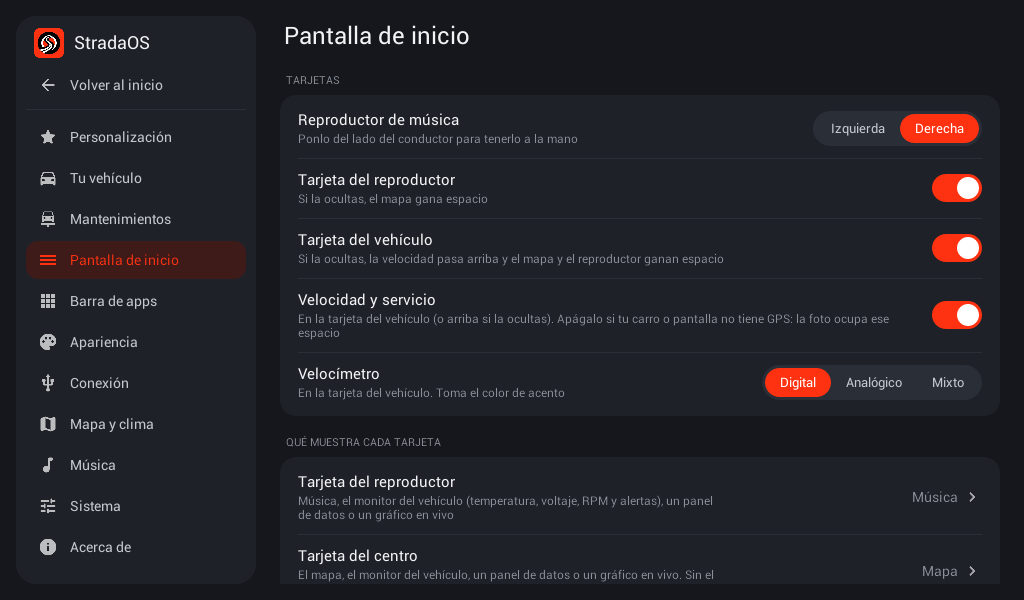 StradaOS
Volver al inicio
Personalización
Tu vehículo
Mantenimientos
Pantalla de inicio
Barra de apps
Apariencia
Conexión
Mapa y clima
Música
Sistema
Acerca de
Pantalla de inicio
TARJETAS
Reproductor de música
Ponlo del lado del conductor para tenerlo a la mano
Izquierda
Derecha
Tarjeta del reproductor
Si la ocultas, el mapa gana espacio
Tarjeta del vehículo
Si la ocultas, la velocidad pasa arriba y el mapa y el reproductor ganan espacio
Velocidad y servicio
En la tarjeta del vehículo (o arriba si la ocultas). Apágalo si tu carro o pantalla no tiene GPS: la foto ocupa ese
espacio
Velocímetro
En la tarjeta del vehículo. Toma el color de acento
Digital
Analógico
Mixto
QUÉ MUESTRA CADA TARJETA
Tarjeta del reproductor
Música, el monitor del vehículo (temperatura, voltaje, RPM y alertas), un panel
de datos o un gráfico en vivo
Música
Tarjeta del centro
El mapa, el monitor del vehículo, un panel de datos o un gráfico en vivo. Sin el
Mapa